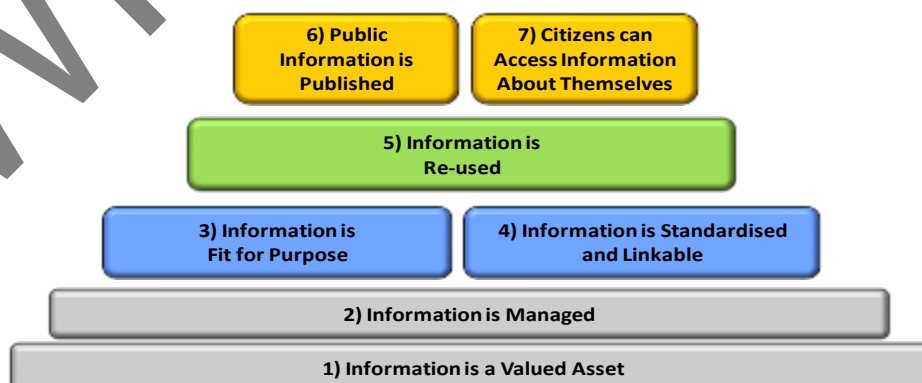 6) Public
Information is
Published
7) Citizens can
Access Information
About Themselves
5) Information is
Re-used
3) Information is
Fit for Purpose
4) Information is Standardised
and Linkable
2) Information is Managed
1) Information is a Valued Asset